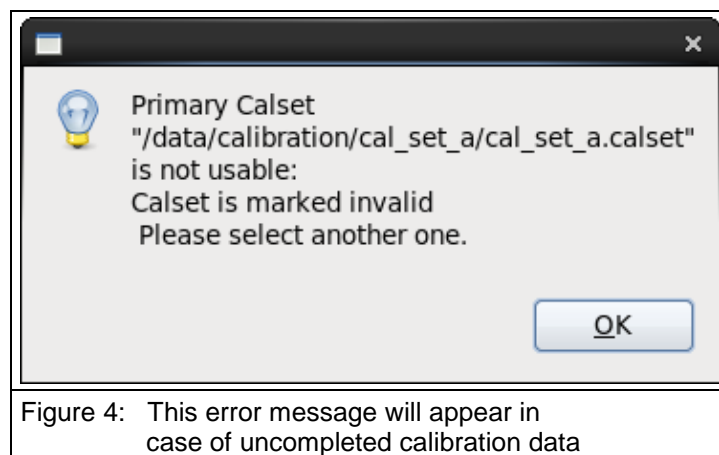 Primary Calset
"/data/calibration/cal_set_a/cal_set_a.calset"
is not usable:
Calset is marked invalid
Please select another one.
OK
Figure 4: This error message will appear in
case of uncompleted calibration data